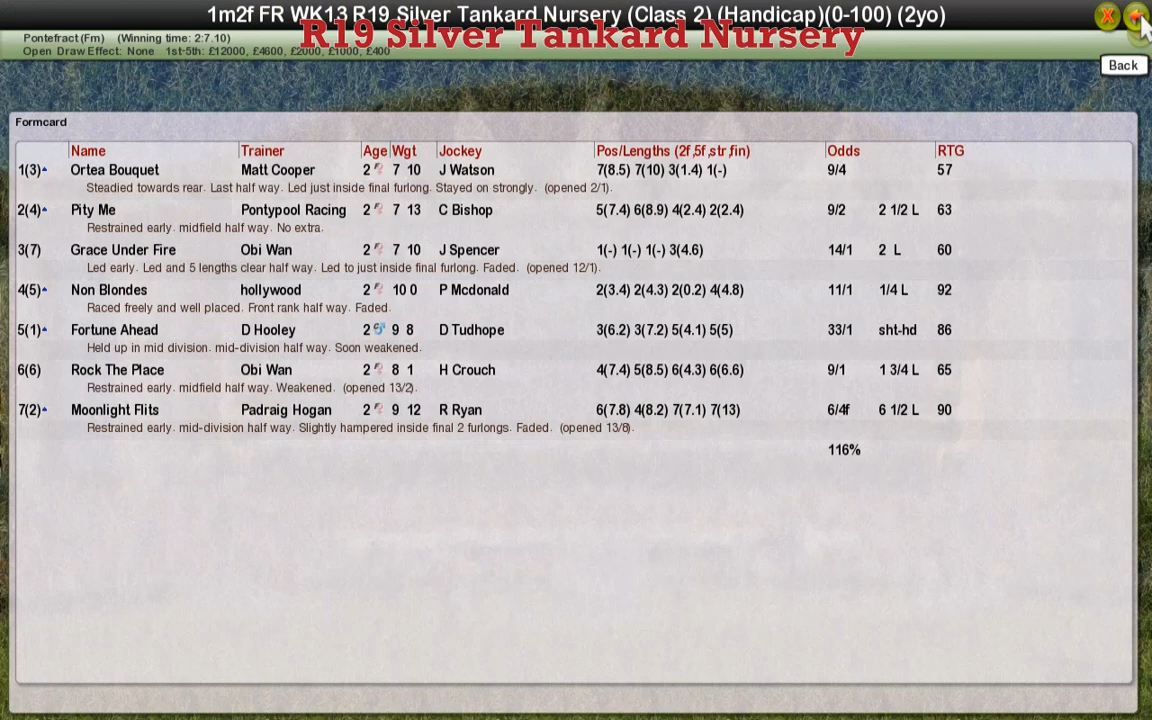 1m2f FR WK13 R19 Silver Tankard Nursery (Class 2) (Handicap)(0-100) (2yo)
R19 Silver Tankard Nursery
Pontefract (Fm) (Winning time: 2:7.10)
Open Draw Effect: None 1st-5th: £12000, £4600, £2000, £1000, £400
Back
Formcard
Name Trainer Age Wgt Jockey Pos/Lengths (2f,5f,str,fin) Odds RTG
1(3) Ortea Bouquet Matt Cooper 2 7 10 J Watson 7(8.5) 7(10) 3(1.4) 1(-) 9/4 57
Steadied towards rear. Last half way. Led just inside final furlong. Stayed on strongly. (opened 2/1).
2(4) Pity Me Pontypool Racing 2 7 13 C Bishop 5(7.4) 6(8.9) 4(2.4) 2(2.4) 9/2 2 1/2 L 63
Restrained early. midfield half way. No extra.
3(7) Grace Under Fire Obi Wan 2 7 10 J Spencer 1(-) 1(-) 1(-) 3(4.6) 14/1 2 L 60
Led early. Led and 5 lengths clear half way. Led to just inside final furlong. Faded. (opened 12/1).
4(5) Non Blondes hollywood 2 10 0 P Mcdonald 2(3.4) 2(4.3) 2(0.2) 4(4.8) 11/1 1/4 L 92
Raced freely and well placed. Front rank half way. Faded.
5(1) Fortune Ahead D Hooley 2 9 8 D Tudhope 3(6.2) 3(7.2) 5(4.1) 5(5) 33/1 sht-hd 86
Held up in mid division. mid-division half way. Soon weakened.
6(6) Rock The Place Obi Wan 2 8 1 H Crouch 4(7.4) 5(8.5) 6(4.3) 6(6.6) 9/1 1 3/4 L 65
Restrained early. midfield half way. Weakened. (opened 13/2).
7(2) Moonlight Flits Padraig Hogan 2 9 12 R Ryan 6(7.8) 4(8.2) 7(7.1) 7(13) 6/4f 6 1/2 L 90
Restrained early. mid-division half way. Slightly hampered inside final 2 furlongs. Faded. (opened 13/8).
116%